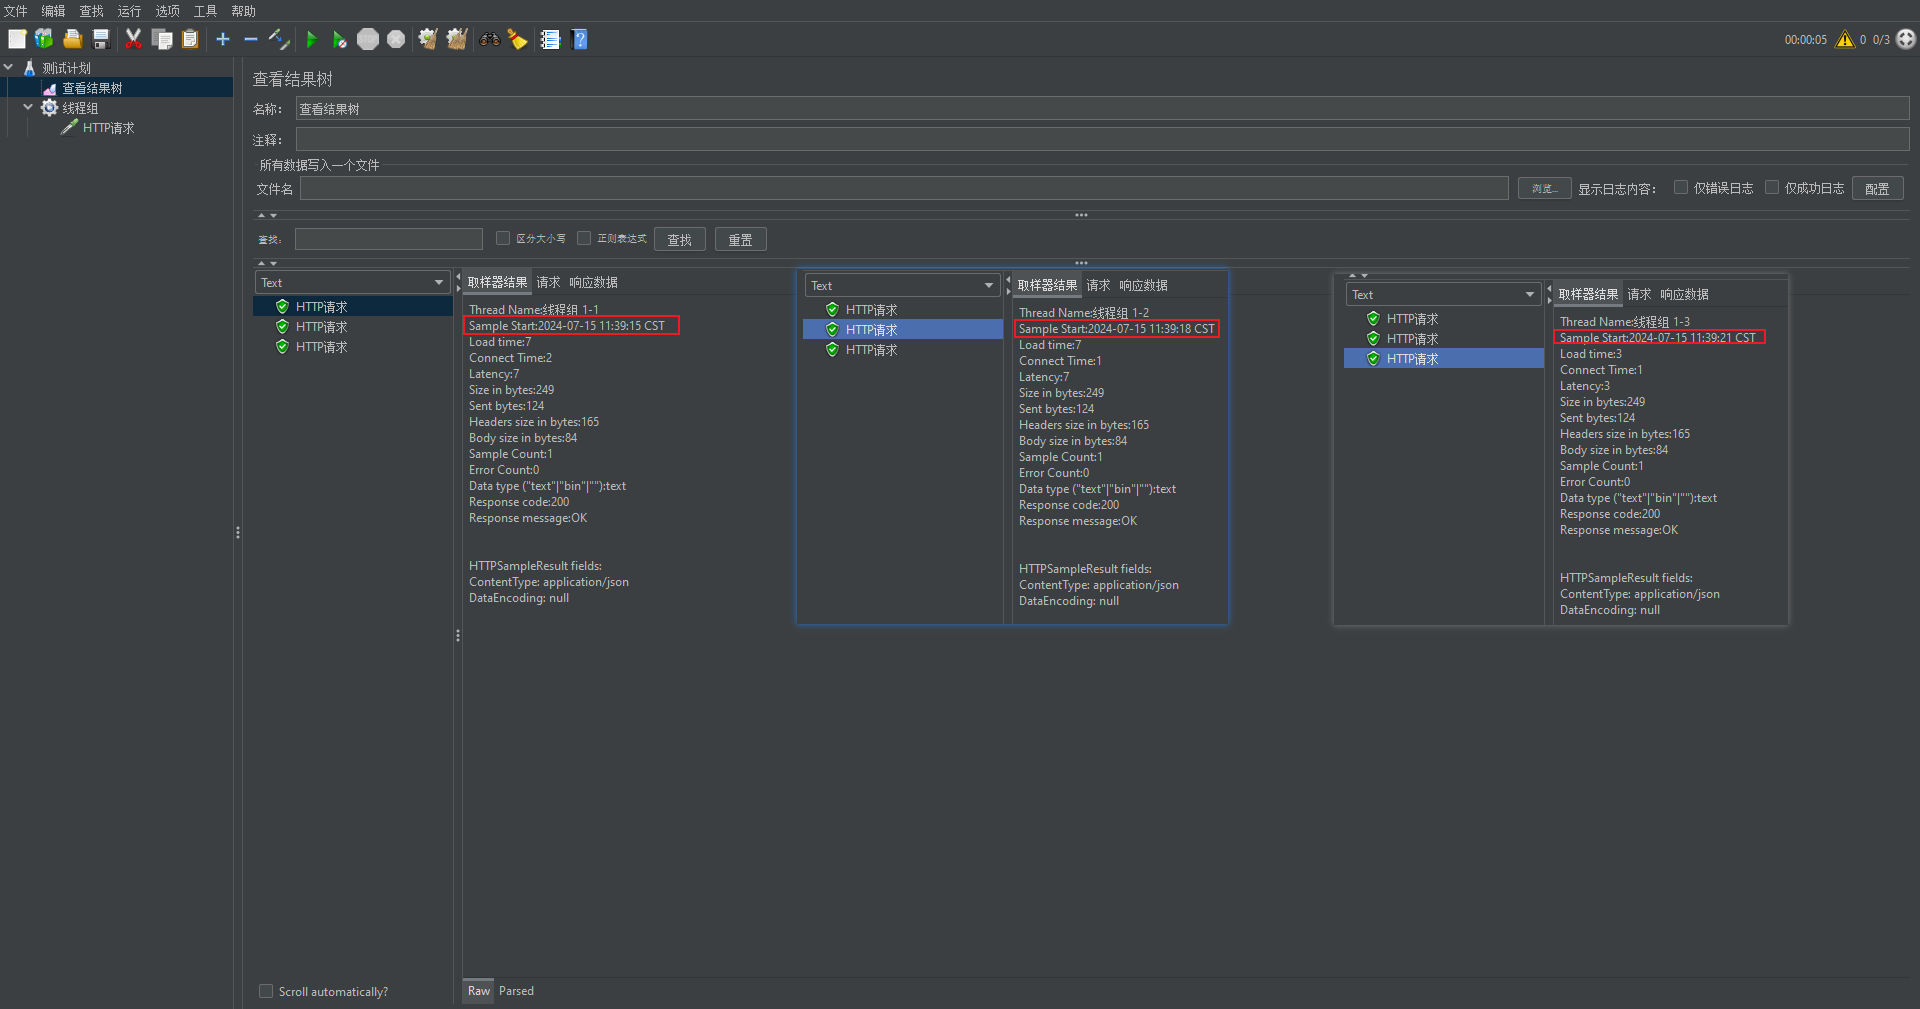 文件 编辑 查找 运行 选项 工具 帮助
00:00:05 0 0/3
测试计划
查看结果树
线程组
HTTP请求
查看结果树
名称： 查看结果树
注释：
所有数据写入一个文件
文件名 浏览... 显示日志内容： 仅错误日志 仅成功日志 配置
查找： 区分大小写 正则表达式 查找 重置
Text
HTTP请求
HTTP请求
HTTP请求
取样器结果 请求 响应数据
Thread Name:线程组 1-1
Sample Start:2024-07-15 11:39:15 CST
Load time:7
Connect Time:2
Latency:7
Size in bytes:249
Sent bytes:124
Headers size in bytes:165
Body size in bytes:84
Sample Count:1
Error Count:0
Data type ("text"|"bin"|""):text
Response code:200
Response message:OK
HTTPSampleResult fields:
ContentType: application/json
DataEncoding: null
Text
HTTP请求
HTTP请求
HTTP请求
取样器结果 请求 响应数据
Thread Name:线程组 1-2
Sample Start:2024-07-15 11:39:18 CST
Load time:7
Connect Time:1
Latency:7
Size in bytes:249
Sent bytes:124
Headers size in bytes:165
Body size in bytes:84
Sample Count:1
Error Count:0
Data type ("text"|"bin"|""):text
Response code:200
Response message:OK
HTTPSampleResult fields:
ContentType: application/json
DataEncoding: null
Text
HTTP请求
HTTP请求
HTTP请求
取样器结果 请求 响应数据
Thread Name:线程组 1-3
Sample Start:2024-07-15 11:39:21 CST
Load time:3
Connect Time:1
Latency:3
Size in bytes:249
Sent bytes:124
Headers size in bytes:165
Body size in bytes:84
Sample Count:1
Error Count:0
Data type ("text"|"bin"|""):text
Response code:200
Response message:OK
HTTPSampleResult fields:
ContentType: application/json
DataEncoding: null
Scroll automatically?
Raw Parsed